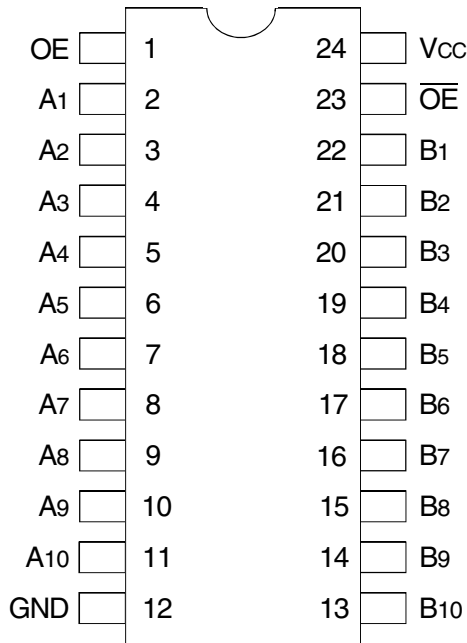 OE 1 24 VCC
A1 2 23 O̅E̅
A2 3 22 B1
A3 4 21 B2
A4 5 20 B3
A5 6 19 B4
A6 7 18 B5
A7 8 17 B6
A8 9 16 B7
A9 10 15 B8
A10 11 14 B9
GND 12 13 B10